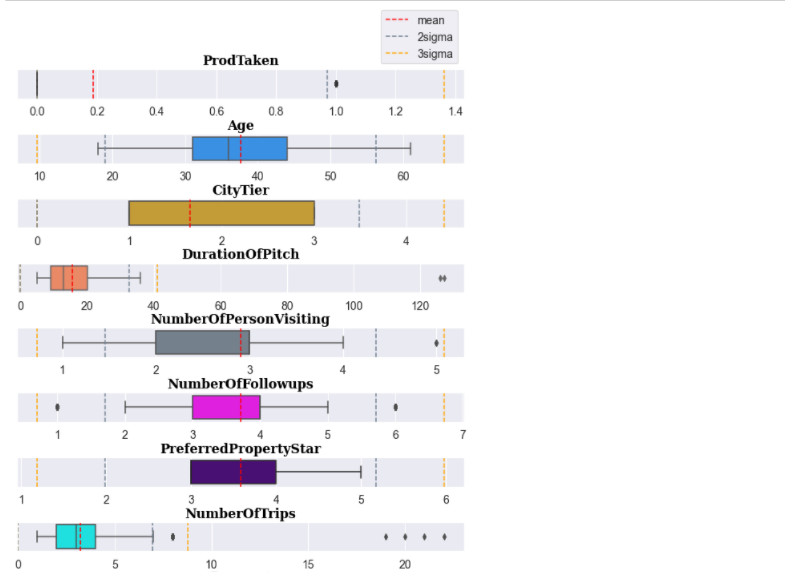 mean
2sigma
3sigma
ProdTaken
0.0 0.2 0.4 0.6 0.8 1.0 1.2 1.4
Age
10 20 30 40 50 60
CityTier
0 1 2 3 4
DurationOfPitch
0 20 40 60 80 100 120
NumberOfPersonVisiting
1 2 3 4 5
NumberOfFollowups
1 2 3 4 5 6 7
PreferredPropertyStar
1 2 3 4 5 6
NumberOfTrips
0 5 10 15 20